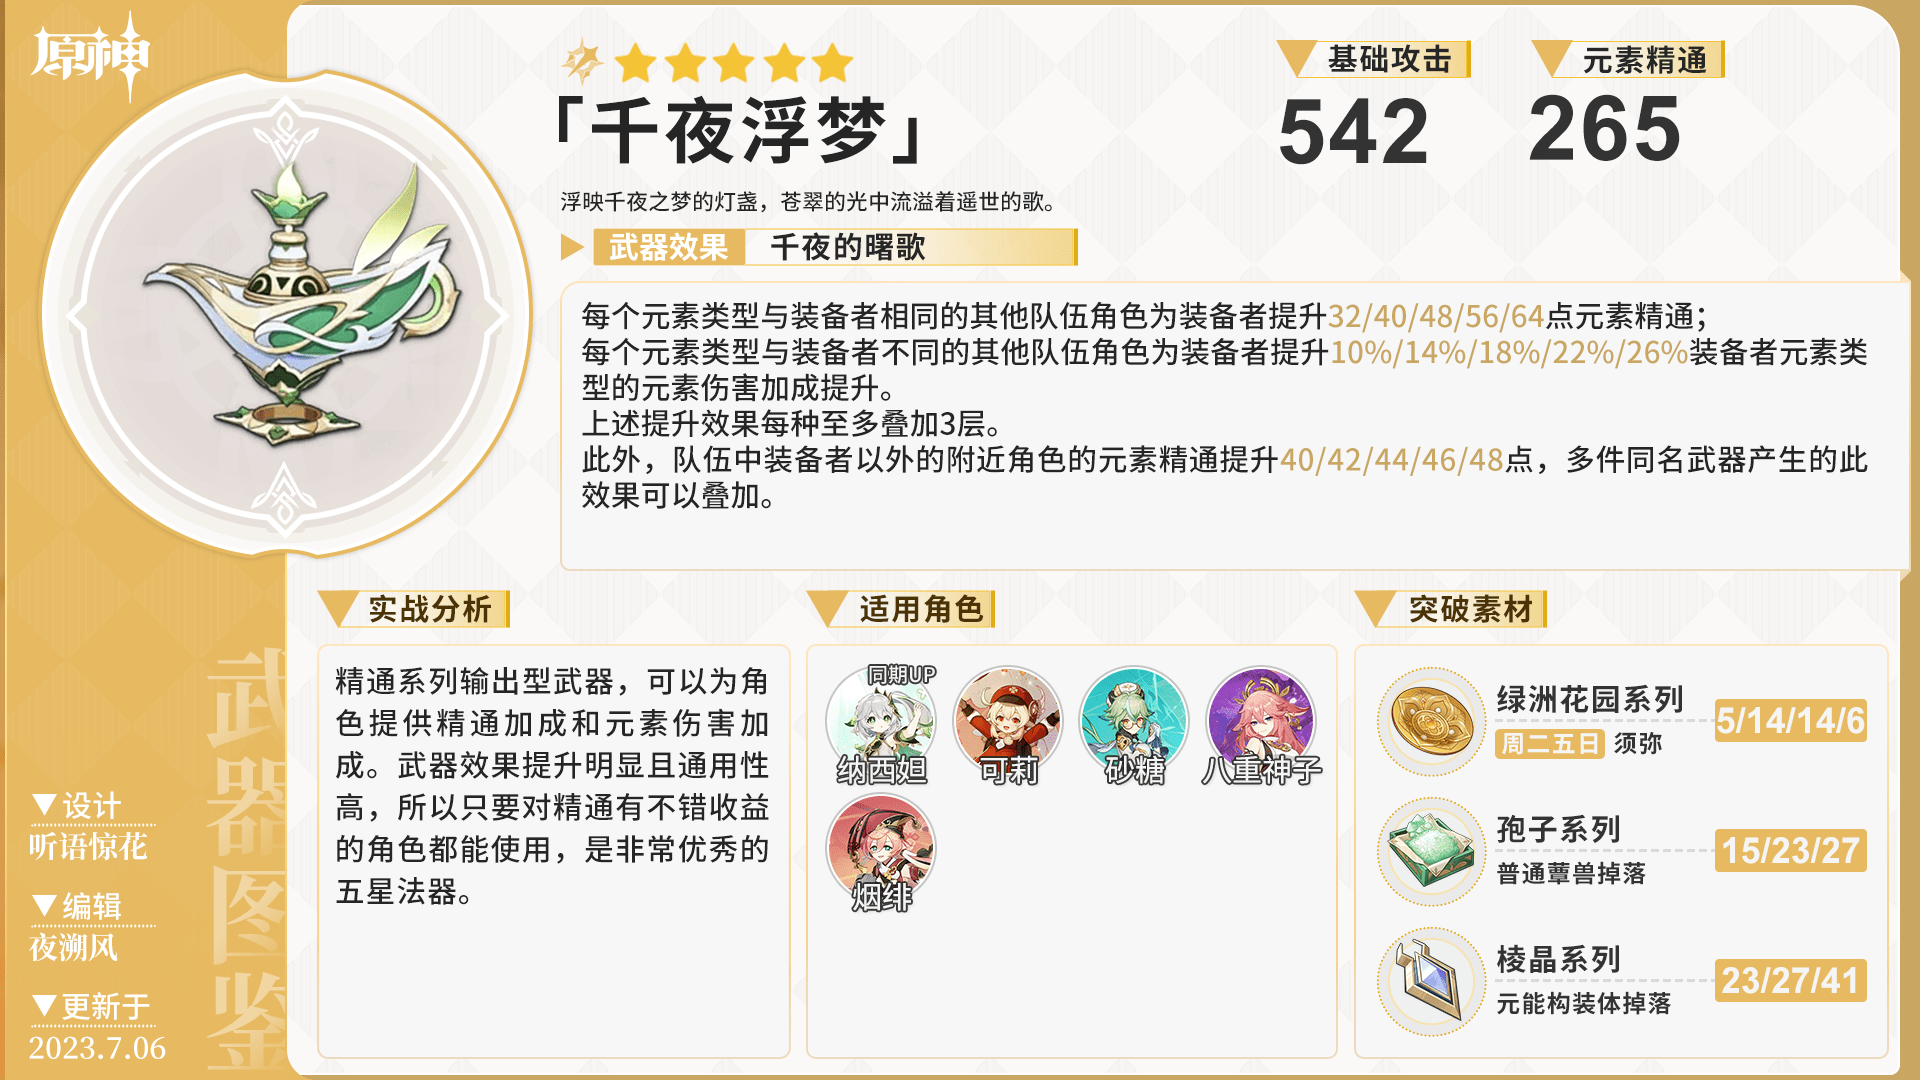 原神
「千夜浮梦」
基础攻击
542
元素精通
265
浮映千夜之梦的灯盏，苍翠的光中流溢着遥世的歌。
武器效果
千夜的曙歌
每个元素类型与装备者相同的其他队伍角色为装备者提升32/40/48/56/64点元素精通；
每个元素类型与装备者不同的其他队伍角色为装备者提升10%/14%/18%/22%/26%装备者元素类
型的元素伤害加成提升。
上述提升效果每种至多叠加3层。
此外，队伍中装备者以外的附近角色的元素精通提升40/42/44/46/48点，多件同名武器产生的此
效果可以叠加。
实战分析
精通系列输出型武器，可以为角
色提供精通加成和元素伤害加
成。武器效果提升明显且通用性
高，所以只要对精通有不错收益
的角色都能使用，是非常优秀的
五星法器。
适用角色
同期UP
纳西妲
可莉
砂糖
八重神子
烟绯
突破素材
绿洲花园系列
周二五日 须弥
5/14/14/6
孢子系列
普通蕈兽掉落
15/23/27
棱晶系列
元能构装体掉落
23/27/41
武器图鉴
▼设计
听语惊花
▼编辑
夜溯风
▼更新于
2023.7.06